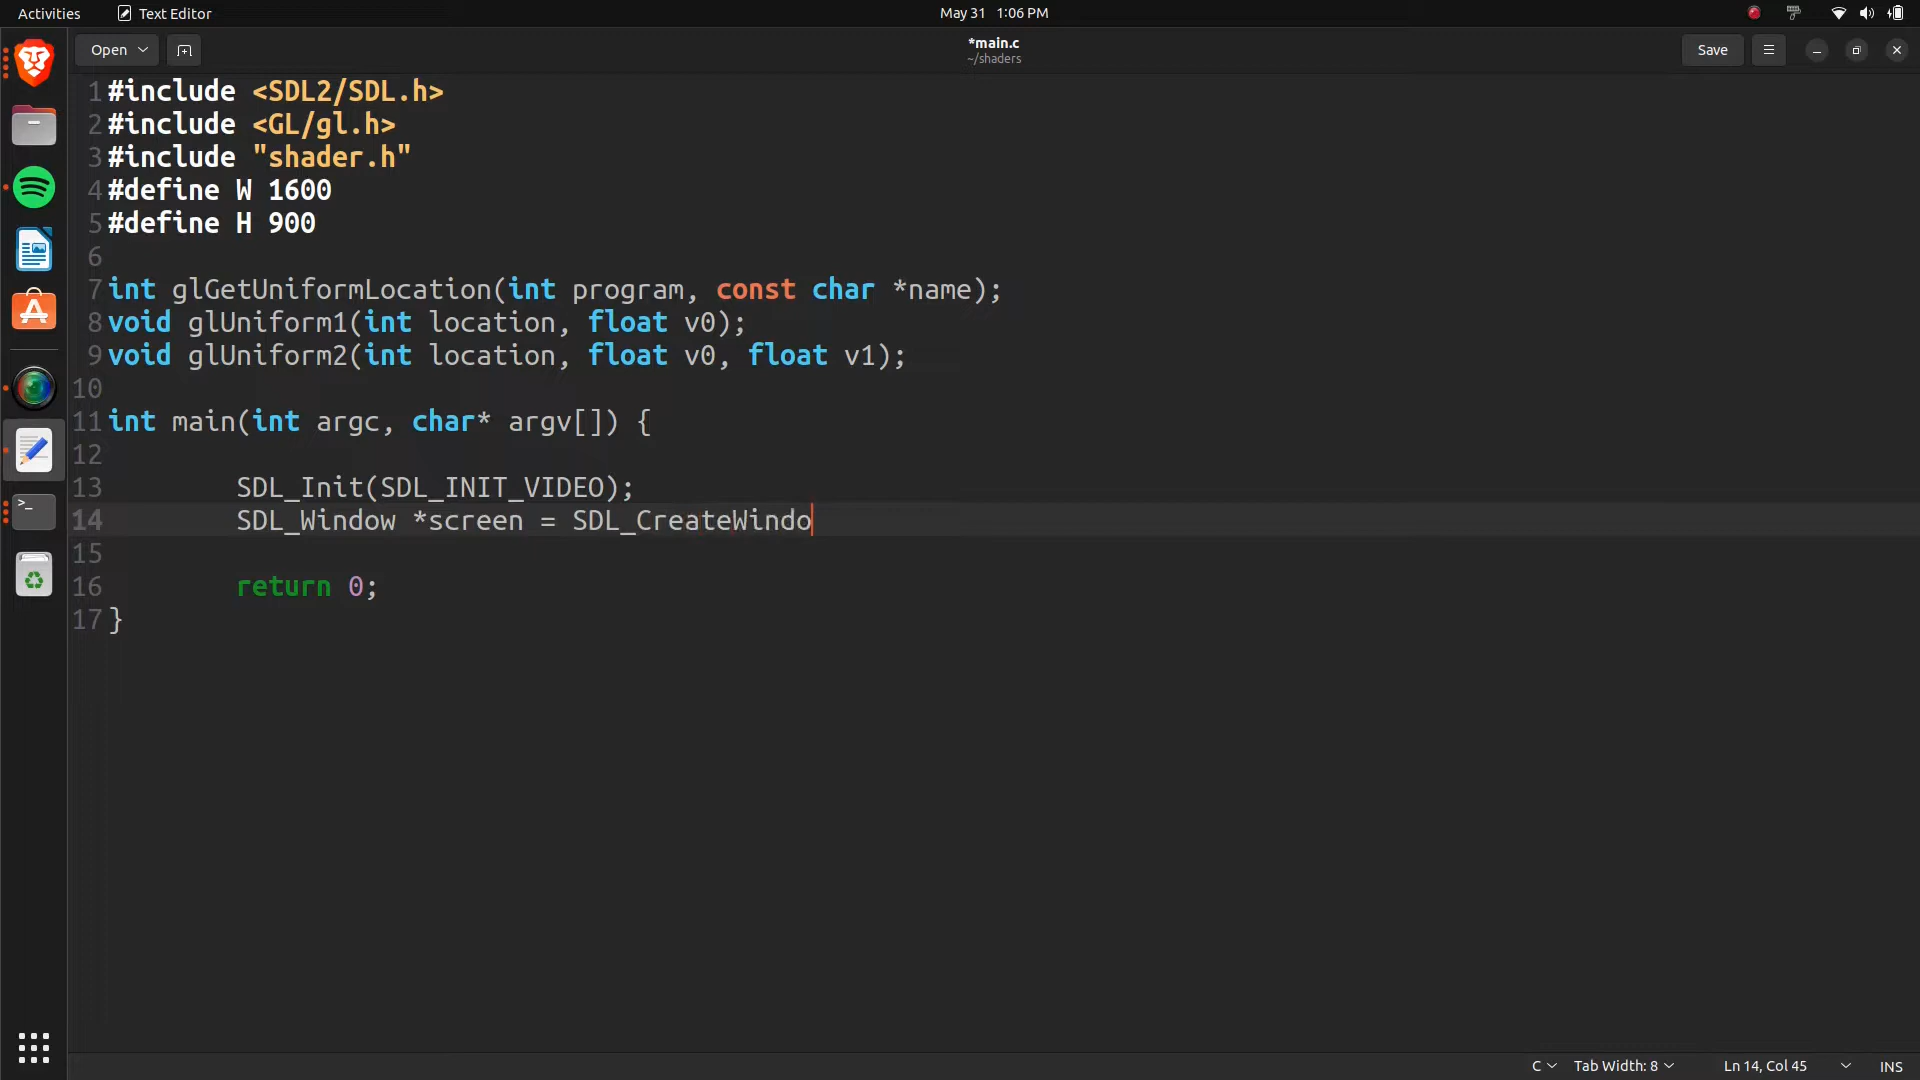 Activities Text Editor May 31 1:06 PM
Open *main.c Save
~/shaders
1 #include <SDL2/SDL.h>
2 #include <GL/gl.h>
3 #include "shader.h"
4 #define W 1600
5 #define H 900
6
7 int glGetUniformLocation(int program, const char *name);
8 void glUniform1(int location, float v0);
9 void glUniform2(int location, float v0, float v1);
10
11 int main(int argc, char* argv[]) {
12
13 SDL_Init(SDL_INIT_VIDEO);
14 SDL_Window *screen = SDL_CreateWindo
15
16 return 0;
17 }
C Tab Width: 8 Ln 14, Col 45 INS